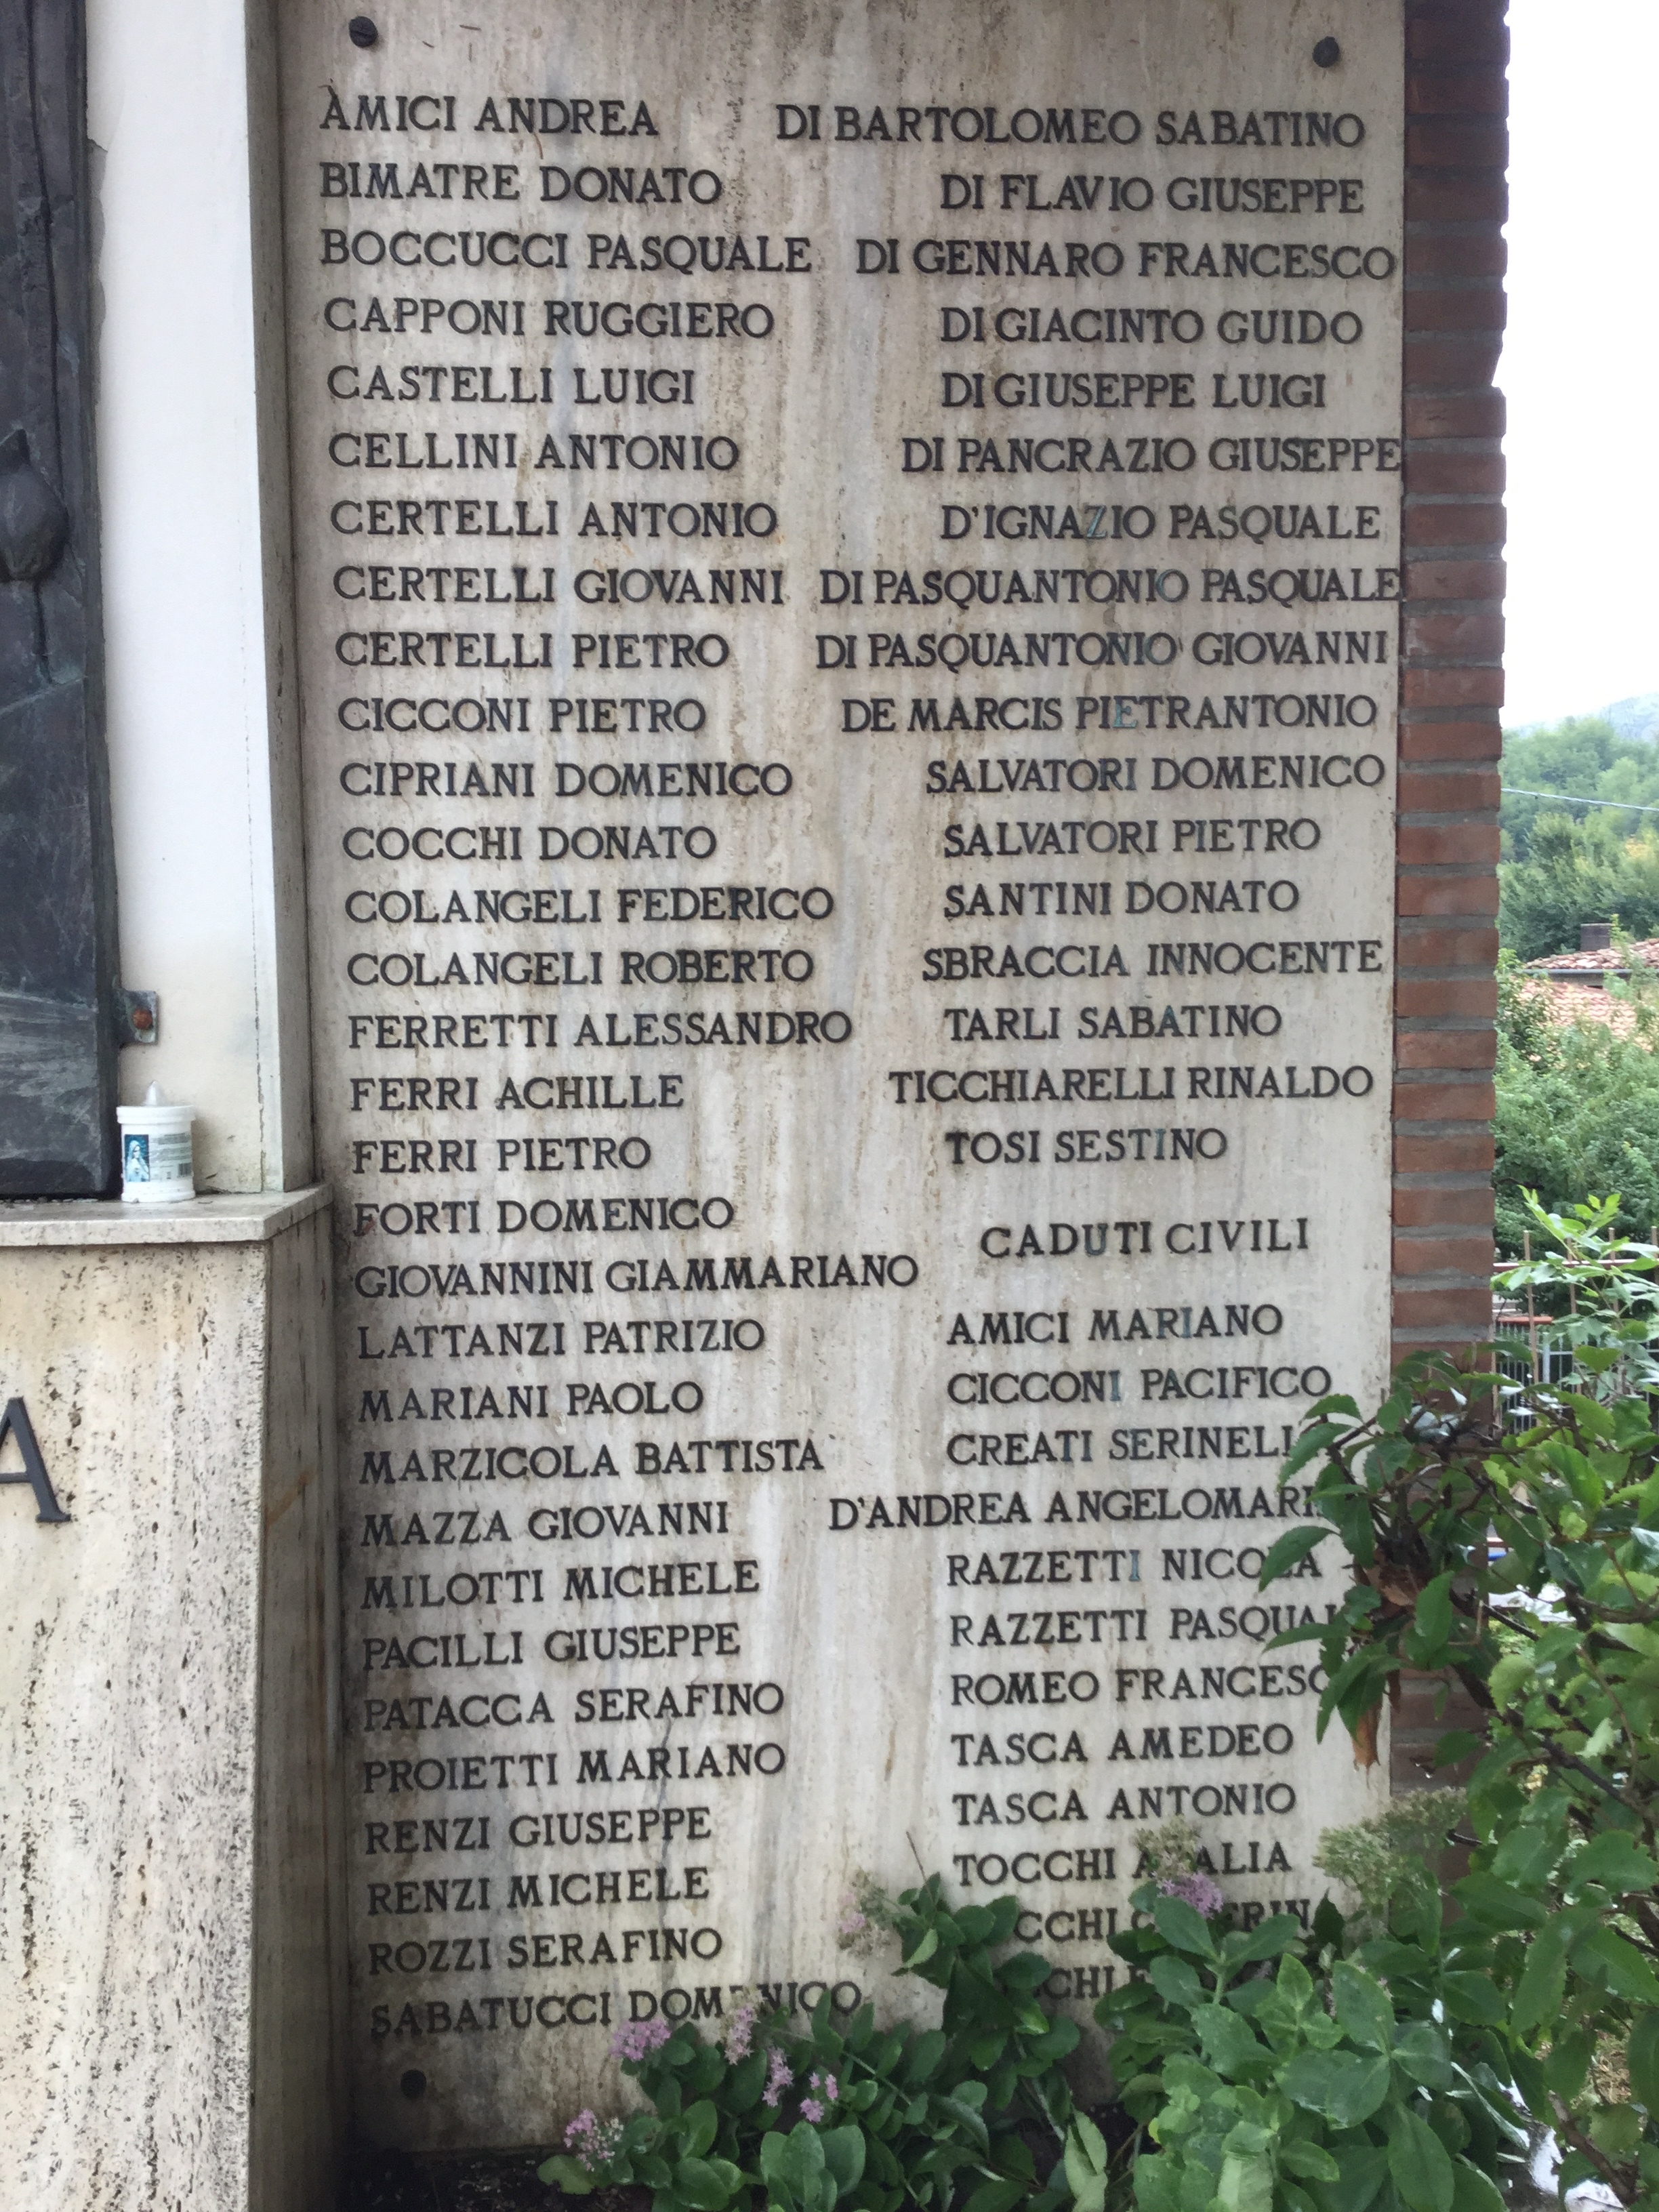 AMICI ANDREA
BIMATRE DONATO
BOCCUCCI PASQUALE
CAPPONI RUGGIERO
CASTELLI LUIGI
CELLINI ANTONIO
CERTELLI ANTONIO
CERTELLI GIOVANNI
CERTELLI PIETRO
CICCONI PIETRO
CIPRIANI DOMENICO
COCCHI DONATO
COLANGELI FEDERICO
COLANGELI ROBERTO
FERRETTI ALESSANDRO
FERRI ACHILLE
FERRI PIETRO
FORTI DOMENICO
GIOVANNINI GIAMMARIANO
LATTANZI PATRIZIO
MARIANI PAOLO
MARZICOLA BATTISTA
MAZZA GIOVANNI
MILOTTI MICHELE
PACILLI GIUSEPPE
PATACCA SERAFINO
PROIETTI MARIANO
RENZI GIUSEPPE
RENZI MICHELE
ROZZI SERAFINO
SABATUCCI DOMENICO
DI BARTOLOMEO SABATINO
DI FLAVIO GIUSEPPE
DI GENNARO FRANCESCO
DI GIACINTO GUIDO
DI GIUSEPPE LUIGI
DI PANCRAZIO GIUSEPPE
D'IGNAZIO PASQUALE
DI PASQUANTONIO PASQUALE
DI PASQUANTONIO GIOVANNI
DE MARCIS PIETRANTONIO
SALVATORI DOMENICO
SALVATORI PIETRO
SANTINI DONATO
SBRACCIA INNOCENTE
TARLI SABATINO
TICCHIARELLI RINALDO
TOSI SESTINO
CADUTI CIVILI
AMICI MARIANO
CICCONI PACIFICO
CREATI
D'ANDREA
RAZZETTI NICOLA
RAZZETTI PASQUALE
ROMEO FRANCESCO
TASCA AMEDEO
TASCA ANTONIO
TOCCHI
A